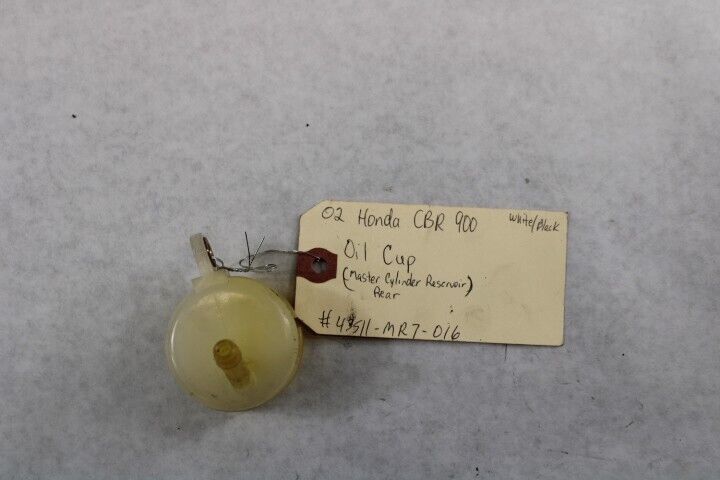 02 Honda CBR 900
White/Black
Oil Cup
(Master Cylinder Reservoir)
Rear
#43511-MR7-016